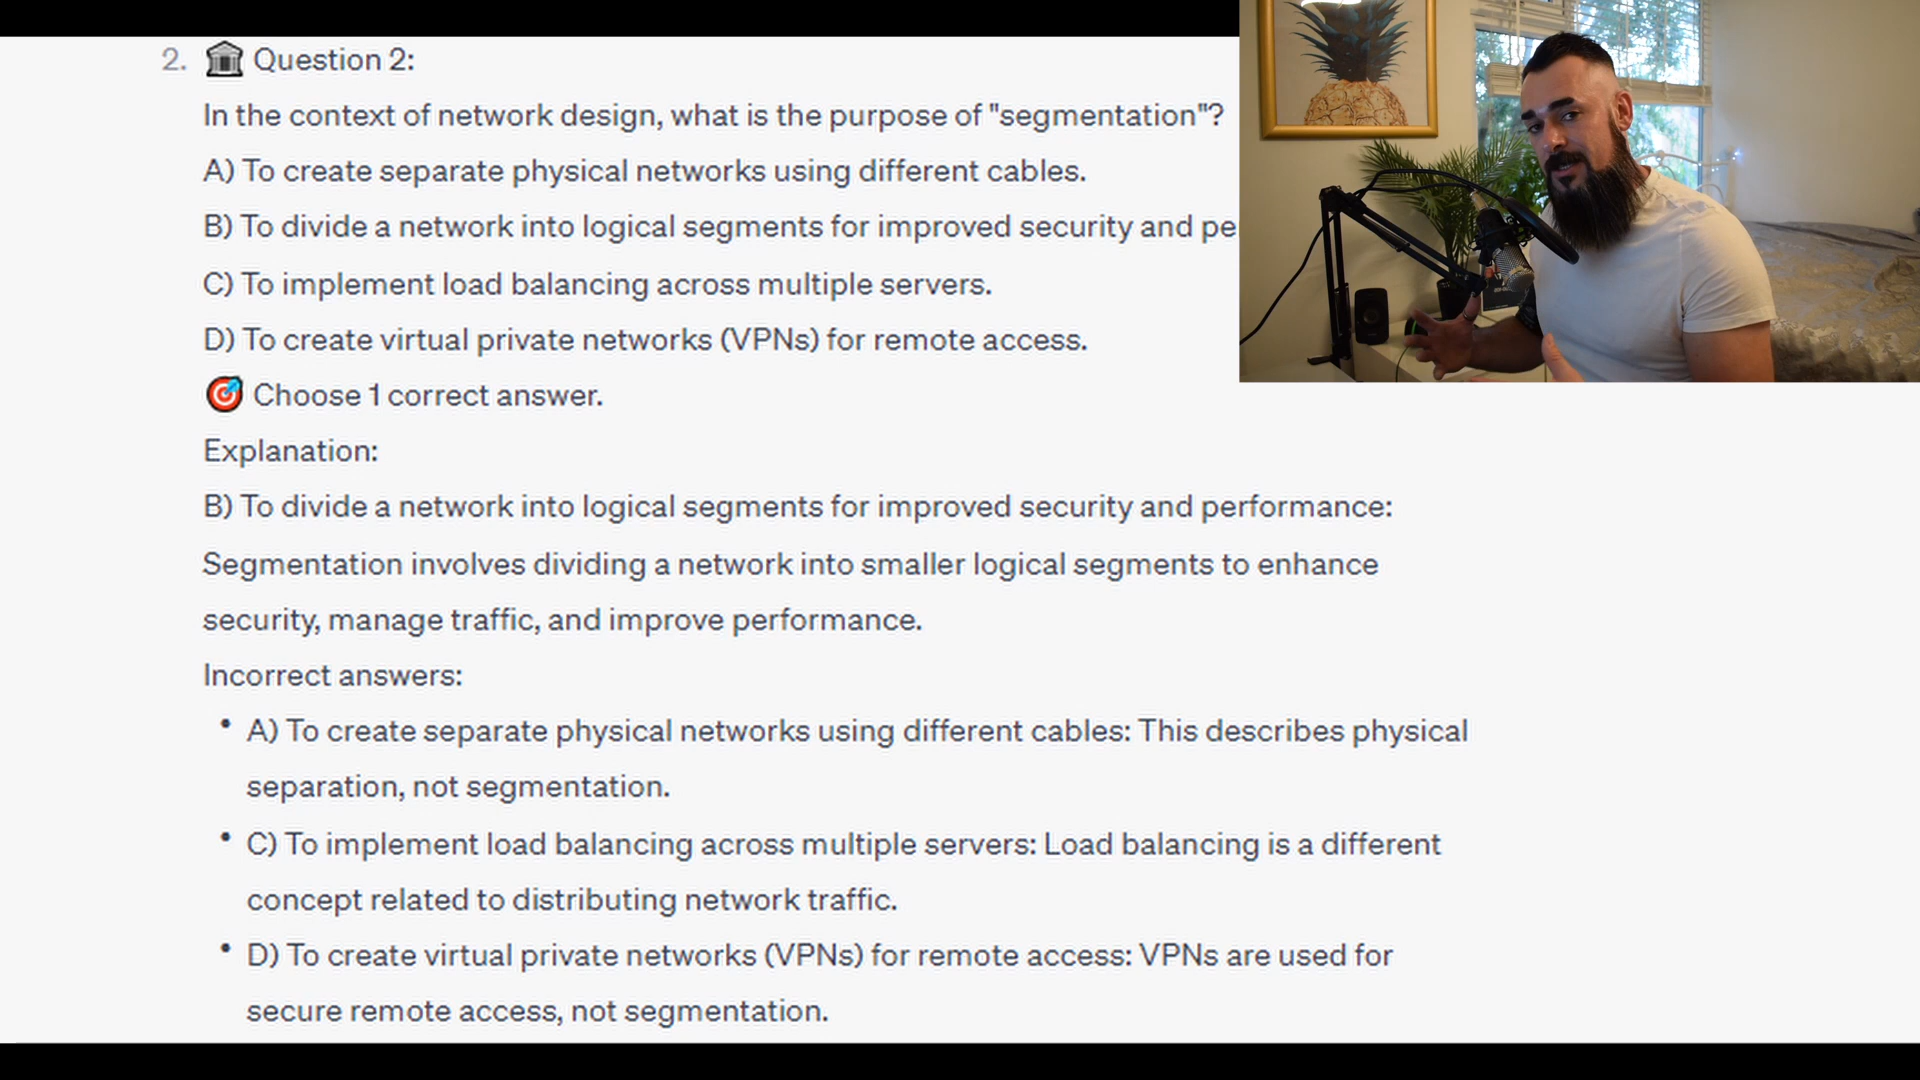 2. 🏛 Question 2:
In the context of network design, what is the purpose of "segmentation"?
A) To create separate physical networks using different cables.
B) To divide a network into logical segments for improved security and pe
C) To implement load balancing across multiple servers.
D) To create virtual private networks (VPNs) for remote access.
🎯 Choose 1 correct answer.
Explanation:
B) To divide a network into logical segments for improved security and performance:
Segmentation involves dividing a network into smaller logical segments to enhance
security, manage traffic, and improve performance.
Incorrect answers:
• A) To create separate physical networks using different cables: This describes physical
separation, not segmentation.
• C) To implement load balancing across multiple servers: Load balancing is a different
concept related to distributing network traffic.
• D) To create virtual private networks (VPNs) for remote access: VPNs are used for
secure remote access, not segmentation.